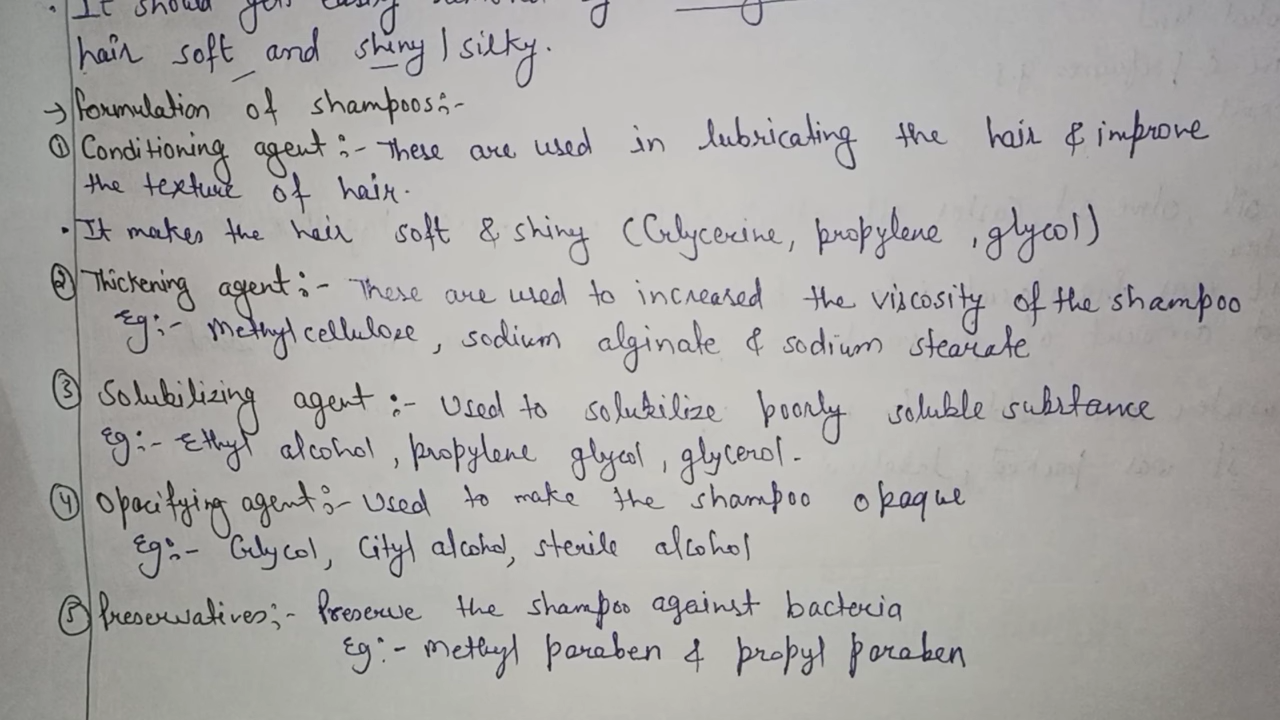 · It should gets easily
hair soft and shiny / silky.
→ formulation of shampoos:-
① Conditioning agent :- These are used in lubricating the hair & improve
the texture of hair.
· It makes the hair soft & shiny (Glycerine, propylene, glycol)
② Thickening agent :- These are used to increased the viscosity of the shampoo
Eg:- Methyl cellulose, sodium alginate & sodium stearate
③ Solubilizing agent :- Used to solubilize poorly soluble substance
Eg:- Ethyl alcohol, propylene glycol, glycerol.
④ Opacifying agent :- Used to make the shampoo opaque
Eg:- Glycol, Cityl alcohol, sterile alcohol
⑤ Preservatives :- Preserve the shampoo against bacteria
Eg:- Methyl paraben & propyl paraben